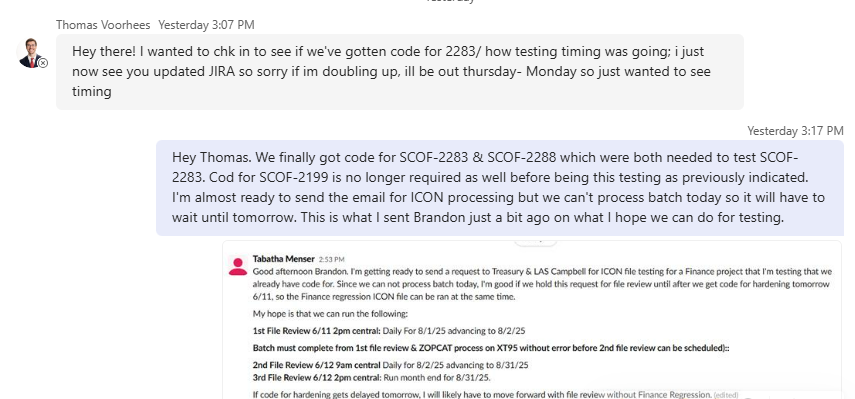 Thomas Voorhees Yesterday 3:07 PM
Hey there! I wanted to chk in to see if we've gotten code for 2283/ how testing timing was going; i just
now see you updated JIRA so sorry if im doubling up, ill be out thursday- Monday so just wanted to see
timing
Yesterday 3:17 PM
Hey Thomas. We finally got code for SCOF-2283 & SCOF-2288 which were both needed to test SCOF-
2283. Cod for SCOF-2199 is no longer required as well before being this testing as previously indicated.
I'm almost ready to send the email for ICON processing but we can't process batch today so it will have to
wait until tomorrow. This is what I sent Brandon just a bit ago on what I hope we can do for testing.
Tabatha Menser 2:53 PM
Good afternoon Brandon. I'm getting ready to send a request to Treasury & LAS Campbell for ICON file testing for a Finance project that I'm testing that we
already have code for. Since we can not process batch today, I'm good if we hold this request for file review until after we get code for hardening tomorrow
6/11, so the Finance regression ICON file can be ran at the same time.
My hope is that we can run the following:
1st File Review 6/11 2pm central: Daily For 8/1/25 advancing to 8/2/25
Batch must complete from 1st file review & ZOPCAT process on XT95 without error before 2nd file review can be scheduled)::
2nd File Review 6/12 9am central Daily for 8/2/25 advancing to 8/31/25
3rd File Review 6/12 2pm central: Run month end for 8/31/25.
If code for hardening gets delayed tomorrow, I will likely have to move forward with file review without Finance Regression. (edited)